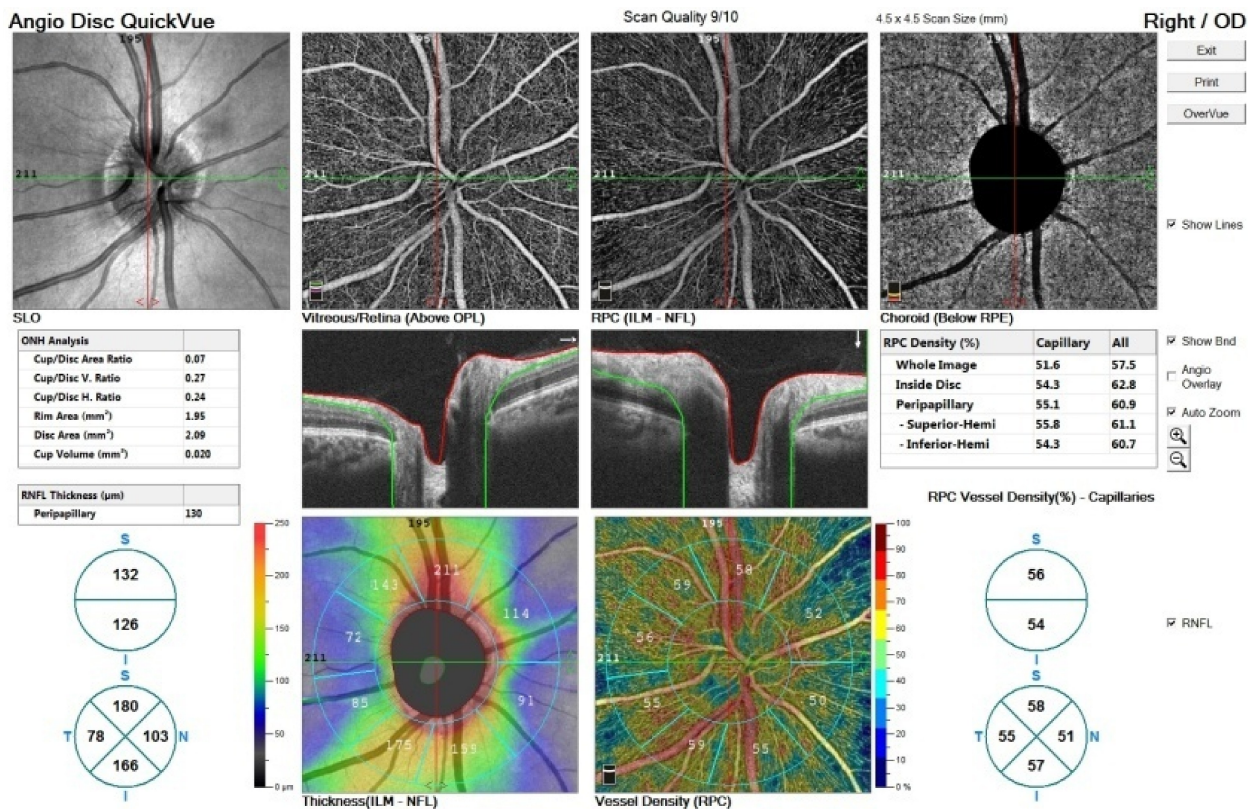 Angio Disc QuickVue
Scan Quality 9/10
4.5 x 4.5 Scan Size (mm)
Right / OD
195
195
195
195
Exit
Print
OverVue
211
211
211
211
Show Lines
SLO
Vitreous/Retina (Above OPL)
RPC (ILM - NFL)
Choroid (Below RPE)
ONH Analysis
Cup/Disc Area Ratio 0.07
Cup/Disc V. Ratio 0.27
Cup/Disc H. Ratio 0.24
Rim Area (mm²) 1.95
Disc Area (mm²) 2.09
Cup Volume (mm³) 0.020
RPC Density (%) Capillary All
Whole Image 51.6 57.5
Inside Disc 54.3 62.8
Peripapillary 55.1 60.9
- Superior-Hemi 55.8 61.1
- Inferior-Hemi 54.3 60.7
Show Bnd
Angio Overlay
Auto Zoom
RNFL Thickness (µm)
Peripapillary 130
S
132
126
I
S
180
T 78 103 N
166
I
250
200
150
100
50
0 µm
195
143 211 114
72
211
85 91
175 155
Thickness(ILM - NFL)
195
59 58 52
56
211
55 50
59 55
Vessel Density (RPC)
100
90
80
70
60
50
40
30
20
10
0 %
RPC Vessel Density(%) - Capillaries
S
56
54
I
S
58
T 55 51 N
57
I
RNFL